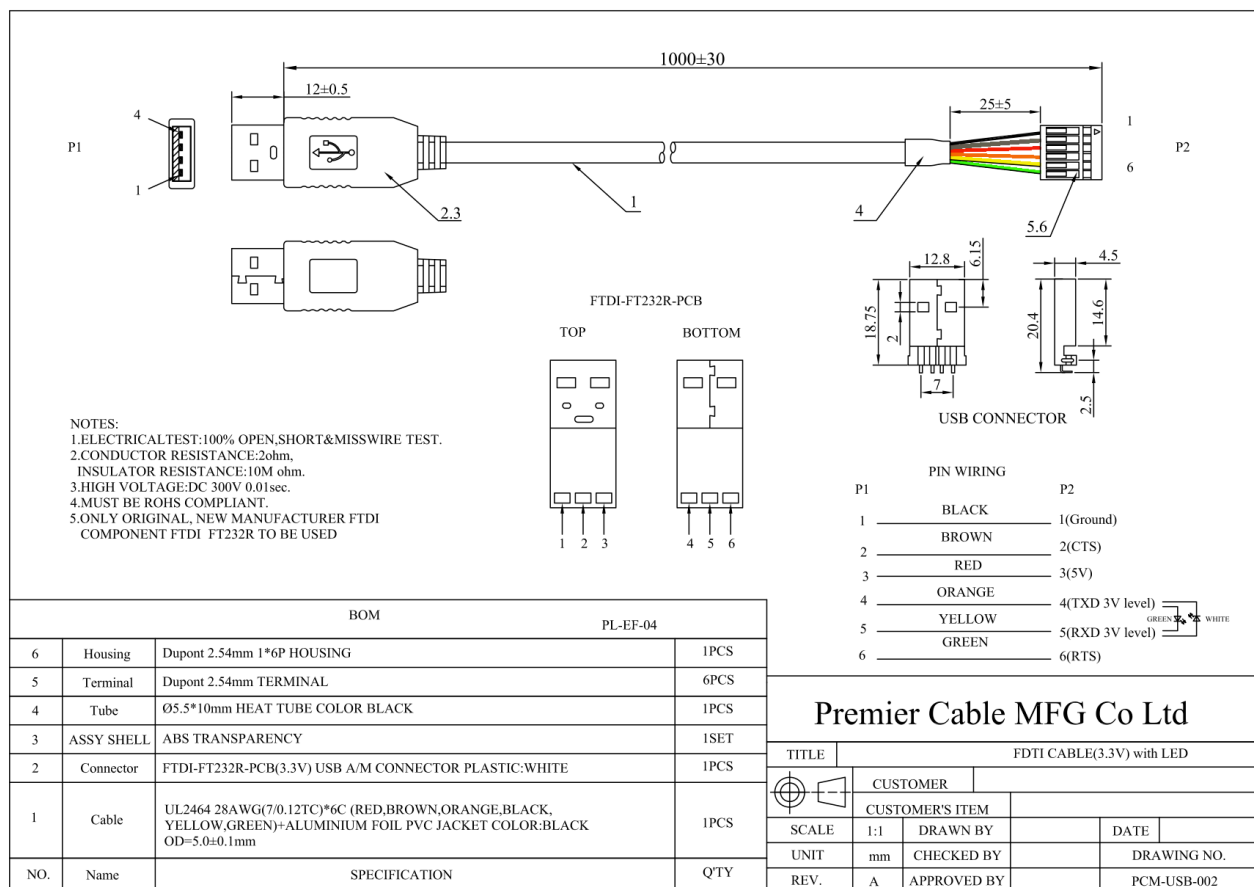 1000±30
12±0.5
25±5
4
1
P1
1
6
P2
2.3
1
4
5.6
FTDI-FT232R-PCB
TOP
BOTTOM
1 2 3
4 5 6
12.8
6.15
18.75
2
7
4.5
20.4
14.6
2.5
USB CONNECTOR
NOTES:
1.ELECTRICALTEST:100% OPEN,SHORT&MISSWIRE TEST.
2.CONDUCTOR RESISTANCE:2ohm,
INSULATOR RESISTANCE:10M ohm.
3.HIGH VOLTAGE:DC 300V 0.01sec.
4.MUST BE ROHS COMPLIANT.
5.ONLY ORIGINAL, NEW MANUFACTURER FTDI
COMPONENT FTDI FT232R TO BE USED
PIN WIRING
P1 P2
1 BLACK 1(Ground)
2 BROWN 2(CTS)
3 RED 3(5V)
4 ORANGE 4(TXD 3V level)
5 YELLOW 5(RXD 3V level)
GREEN WHITE
6 GREEN 6(RTS)
BOM PL-EF-04
6 Housing Dupont 2.54mm 1*6P HOUSING 1PCS
5 Terminal Dupont 2.54mm TERMINAL 6PCS
4 Tube Ø5.5*10mm HEAT TUBE COLOR BLACK 1PCS
3 ASSY SHELL ABS TRANSPARENCY 1SET
2 Connector FTDI-FT232R-PCB(3.3V) USB A/M CONNECTOR PLASTIC:WHITE 1PCS
1 Cable UL2464 28AWG(7/0.12TC)*6C (RED,BROWN,ORANGE,BLACK,
YELLOW,GREEN)+ALUMINIUM FOIL PVC JACKET COLOR:BLACK
OD=5.0±0.1mm 1PCS
NO. Name SPECIFICATION Q'TY
Premier Cable MFG Co Ltd
TITLE FDTI CABLE(3.3V) with LED
CUSTOMER
CUSTOMER'S ITEM
SCALE 1:1 DRAWN BY DATE
UNIT mm CHECKED BY DRAWING NO.
REV. A APPROVED BY PCM-USB-002